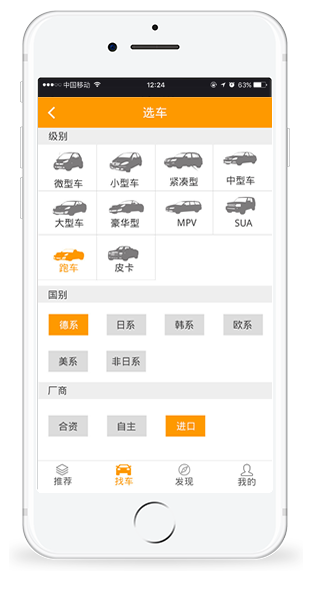 中国移动 12:24 63%
选车
级别
微型车 小型车 紧凑型 中型车
大型车 豪华型 MPV SUA
跑车 皮卡
国别
德系 日系 韩系 欧系
美系 非日系
厂商
合资 自主 进口
推荐 找车 发现 我的